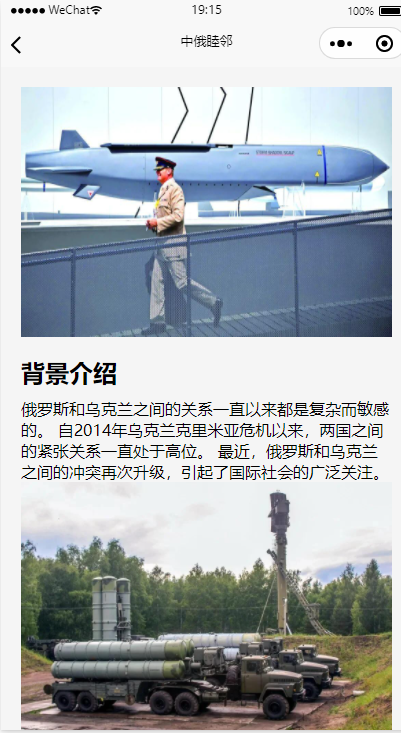 WeChat 19:15 100%
中俄睦邻
背景介绍
俄罗斯和乌克兰之间的关系一直以来都是复杂而敏感
的。 自2014年乌克兰克里米亚危机以来，两国之间
的紧张关系一直处于高位。 最近，俄罗斯和乌克兰
之间的冲突再次升级，引起了国际社会的广泛关注。